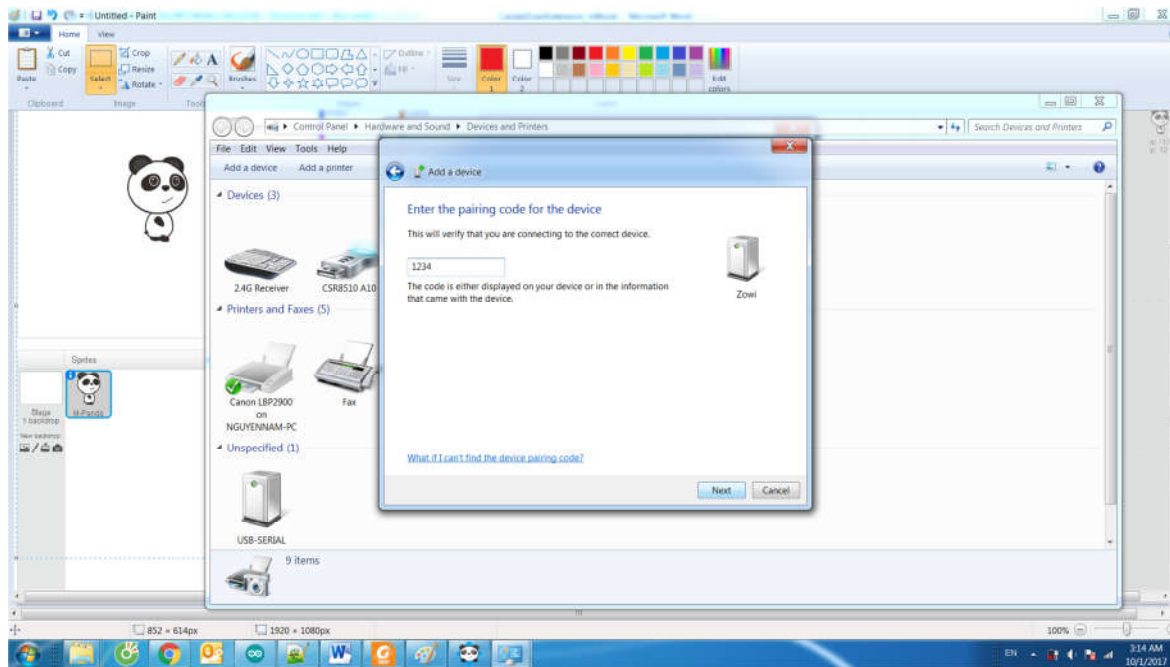 Untitled - Paint
Home View
Cut
Copy
Paste
Select
Crop
Resize
Rotate
Brushes
Outline
Fill
Size
Color 1
Color 2
Edit colors
Clipboard
Image
Control Panel Hardware and Sound Devices and Printers
Search Devices and Printers
File Edit View Tools Help
Add a device Add a printer
Devices (3)
2.4G Receiver
CSR8510 A10
Printers and Faxes (5)
Canon LBP2900
on
NGUYENNAM-PC
Fax
Unspecified (1)
USB-SERIAL
9 items
Add a device
Enter the pairing code for the device
This will verify that you are connecting to the correct device.
1234
The code is either displayed on your device or in the information
that came with the device.
Zowi
What if I can't find the device pairing code?
Next Cancel
Sprites
Stage
1 backdrop
New backdrop
M-Panda
852 × 614px
1920 × 1080px
100%
EN
3:14 AM
10/1/2017